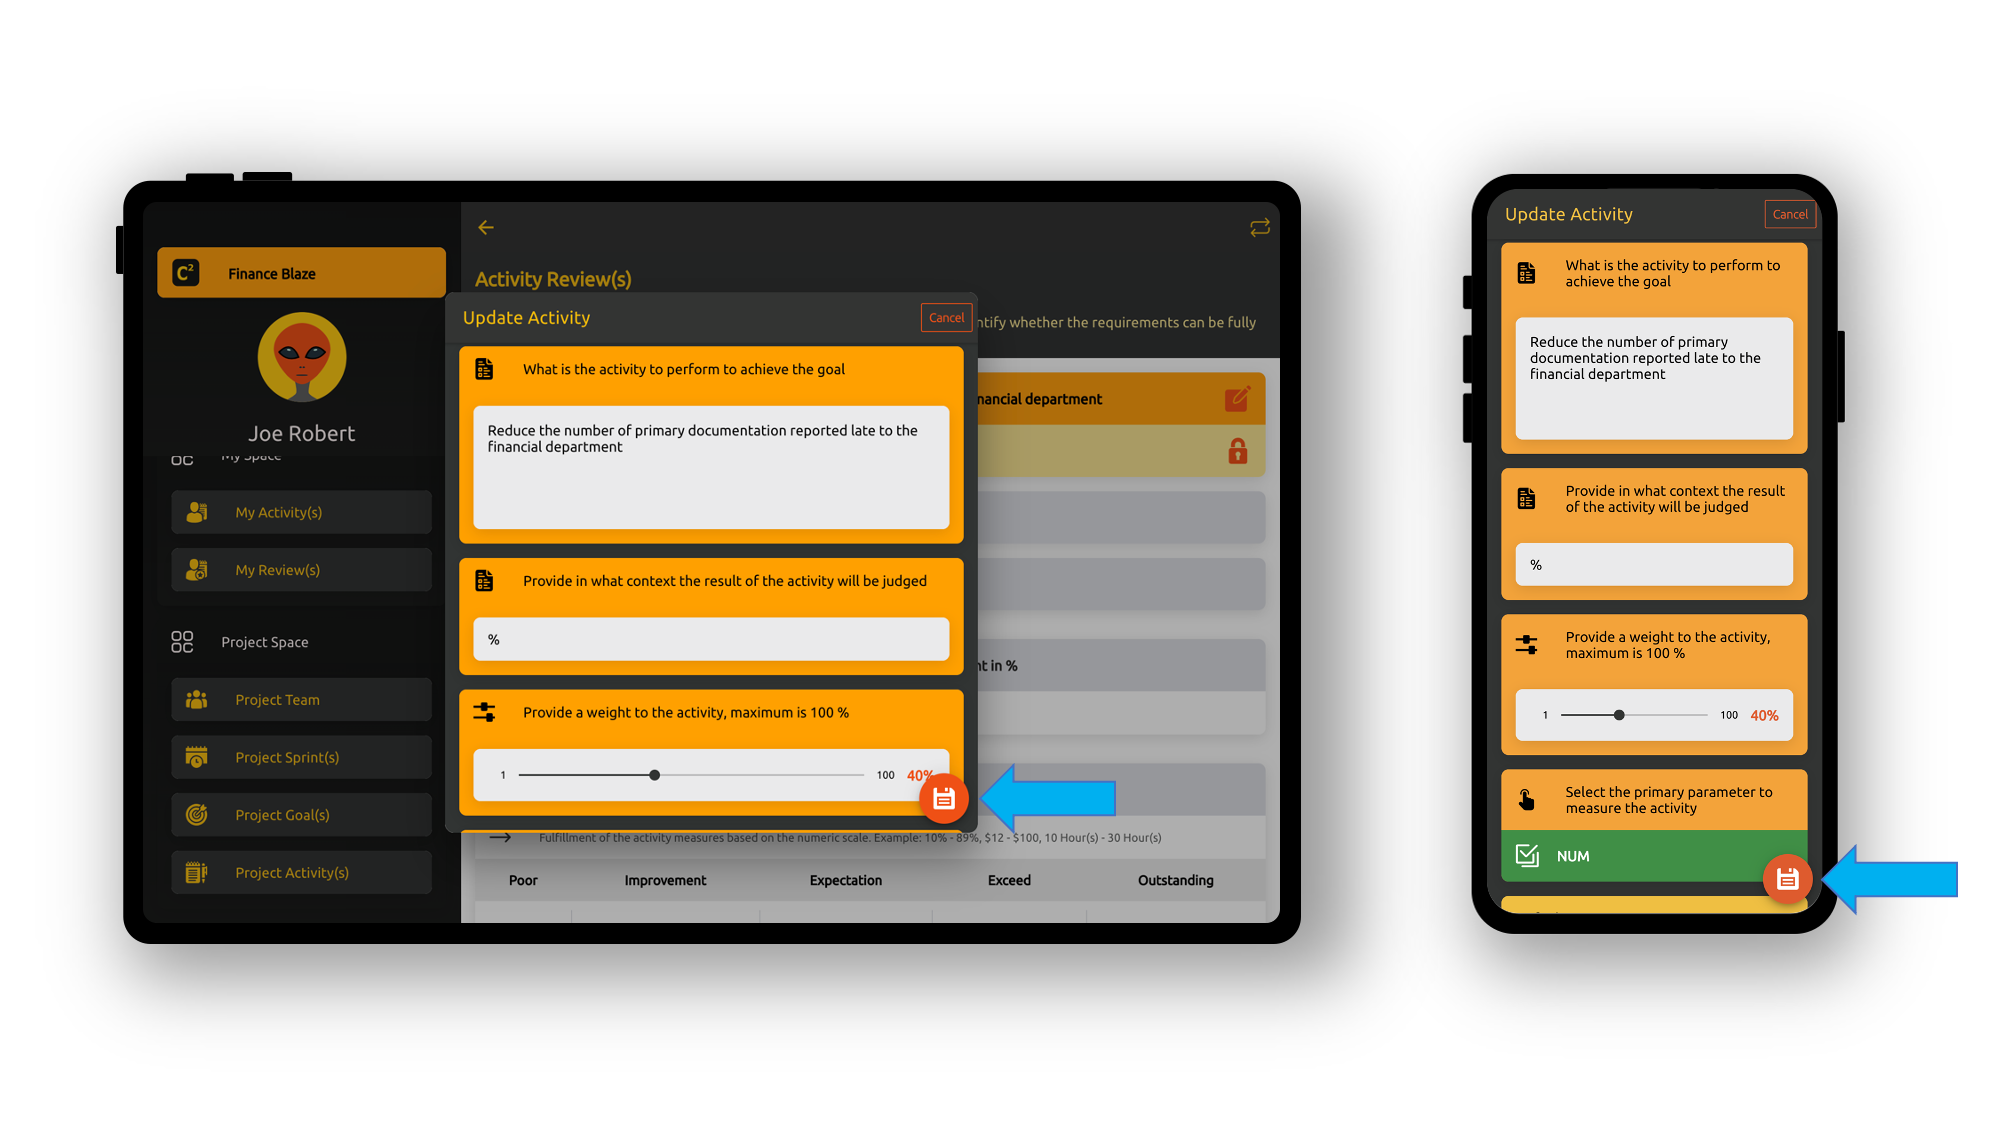 C2
Finance Blaze
Joe Robert
My Space
My Activity(s)
My Review(s)
Project Space
Project Team
Project Sprint(s)
Project Goal(s)
Project Activity(s)
Activity Review(s)
ntify whether the requirements can be fully
nancial department
Update Activity
Cancel
What is the activity to perform to achieve the goal
Reduce the number of primary documentation reported late to the
financial department
Provide in what context the result of the activity will be judged
%
Provide a weight to the activity, maximum is 100 %
1
100
40%
t in %
Fulfillment of the activity measures based on the numeric scale. Example: 10% - 89%, $12 - $100, 10 Hour(s) - 30 Hour(s)
Poor Improvement Expectation Exceed Outstanding
Update Activity
Cancel
What is the activity to perform to
achieve the goal
Reduce the number of primary
documentation reported late to the
financial department
Provide in what context the result
of the activity will be judged
%
Provide a weight to the activity,
maximum is 100 %
1
100
40%
Select the primary parameter to
measure the activity
NUM